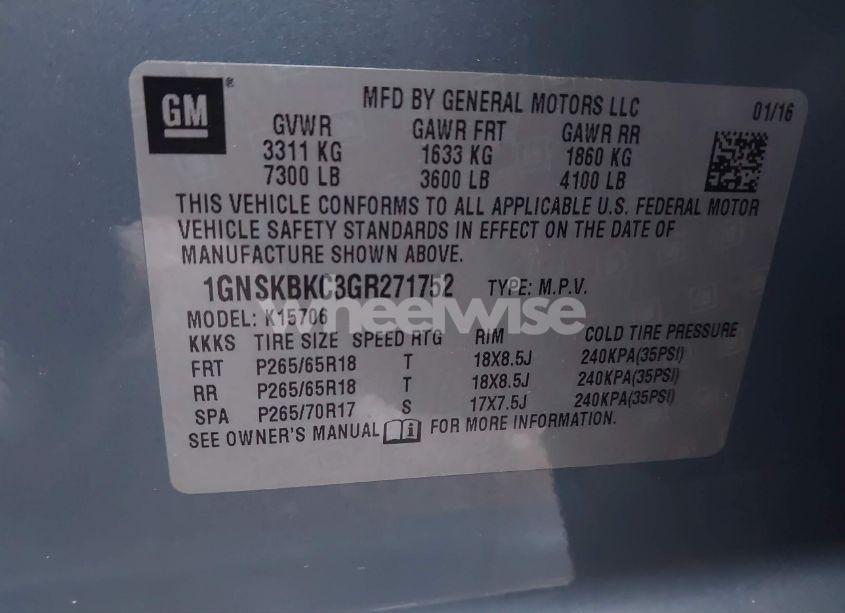 GM®
MFD BY GENERAL MOTORS LLC 01/16
GVWR GAWR FRT GAWR RR
3311 KG 1633 KG 1860 KG
7300 LB 3600 LB 4100 LB
THIS VEHICLE CONFORMS TO ALL APPLICABLE U.S. FEDERAL MOTOR
VEHICLE SAFETY STANDARDS IN EFFECT ON THE DATE OF
MANUFACTURE SHOWN ABOVE.
1GNSKBKC3GR271752 TYPE: M.P.V.
wheelwise
MODEL: K15706
KKKS TIRE SIZE SPEED RTG RIM COLD TIRE PRESSURE
FRT P265/65R18 T 18X8.5J 240KPA(35PSI)
RR P265/65R18 T 18X8.5J 240KPA(35PSI)
SPA P265/70R17 S 17X7.5J 240KPA(35PSI)
SEE OWNER'S MANUAL FOR MORE INFORMATION.